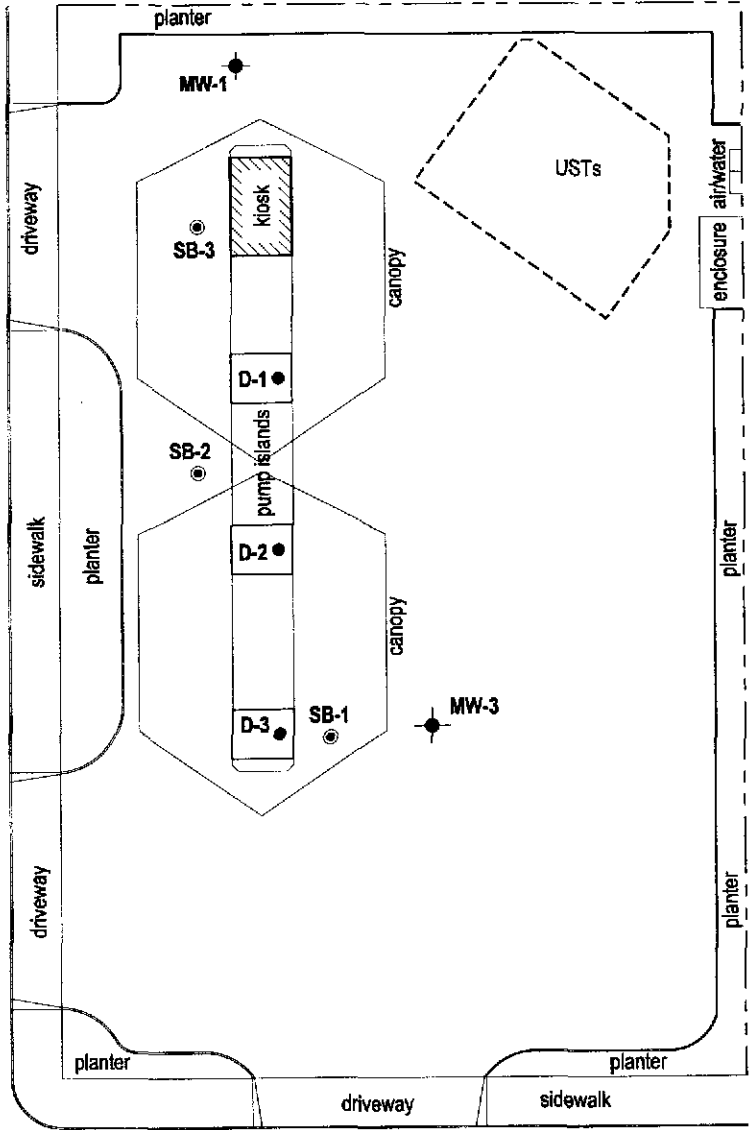 planter
MW-1
USTs
air/water
kiosk
driveway
SB-3
enclosure
canopy
D-1
pump islands
SB-2
D-2
sidewalk
planter
planter
canopy
MW-3
SB-1
D-3
driveway
planter
planter
planter
driveway
sidewalk